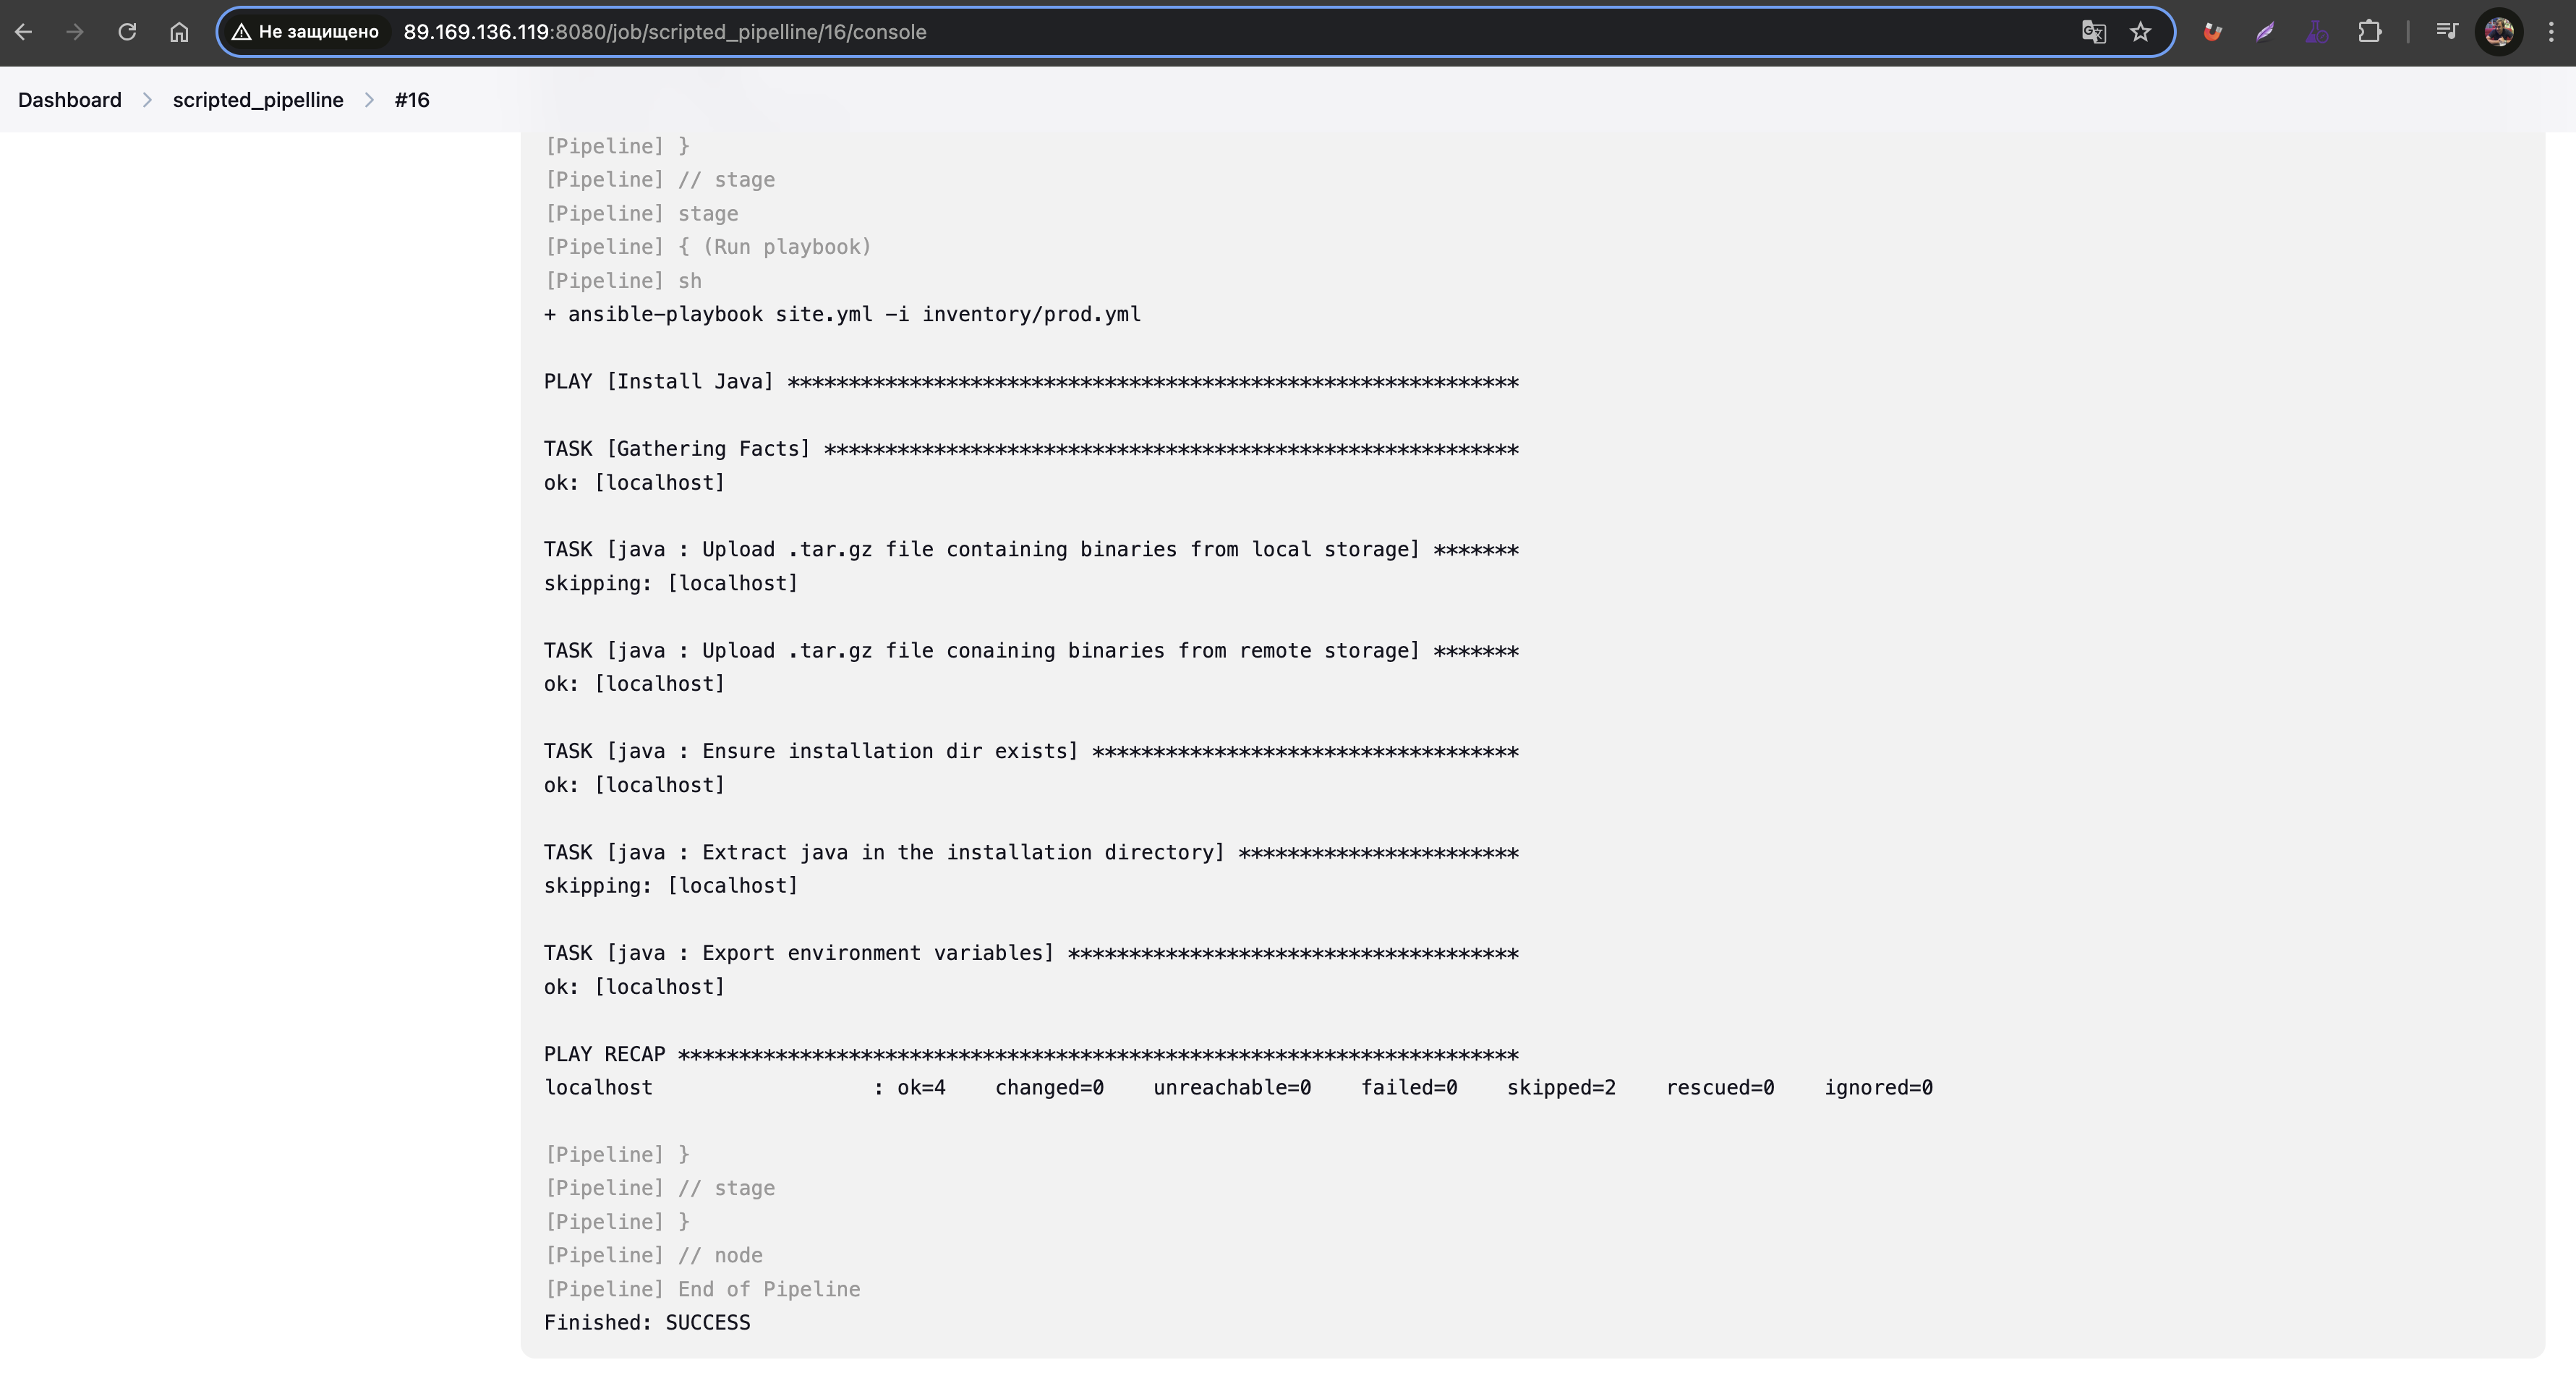 Не защищено 89.169.136.119:8080/job/scripted_pipelline/16/console
Dashboard scripted_pipelline #16
[Pipeline] }
[Pipeline] // stage
[Pipeline] stage
[Pipeline] { (Run playbook)
[Pipeline] sh
+ ansible-playbook site.yml -i inventory/prod.yml
PLAY [Install Java] ************************************************************
TASK [Gathering Facts] *********************************************************
ok: [localhost]
TASK [java : Upload .tar.gz file containing binaries from local storage] *******
skipping: [localhost]
TASK [java : Upload .tar.gz file conaining binaries from remote storage] *******
ok: [localhost]
TASK [java : Ensure installation dir exists] ***********************************
ok: [localhost]
TASK [java : Extract java in the installation directory] ***********************
skipping: [localhost]
TASK [java : Export environment variables] *************************************
ok: [localhost]
PLAY RECAP *********************************************************************
localhost                  : ok=4    changed=0    unreachable=0    failed=0    skipped=2    rescued=0    ignored=0
[Pipeline] }
[Pipeline] // stage
[Pipeline] }
[Pipeline] // node
[Pipeline] End of Pipeline
Finished: SUCCESS